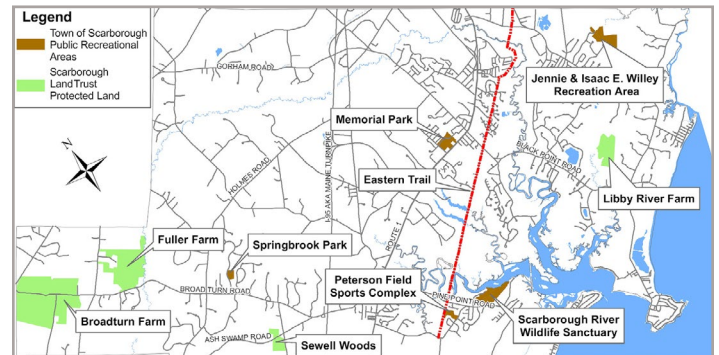 Legend
Town of Scarborough
Public Recreational
Areas
Scarborough
Land Trust
Protected Land
N
GORHAM ROAD
Jennie & Isaac E. Willey
Recreation Area
Memorial Park
I-95 AKA MAINE TURNPIKE
BLACK POINT ROAD
HOLMES ROAD
Eastern Trail
Libby River Farm
ROUTE 1
Fuller Farm
Springbrook Park
Peterson Field
Sports Complex
BROAD TURN ROAD
PINE POINT ROAD
Broadturn Farm
Scarborough River
Wildlife Sanctuary
ASH SWAMP ROAD
Sewell Woods